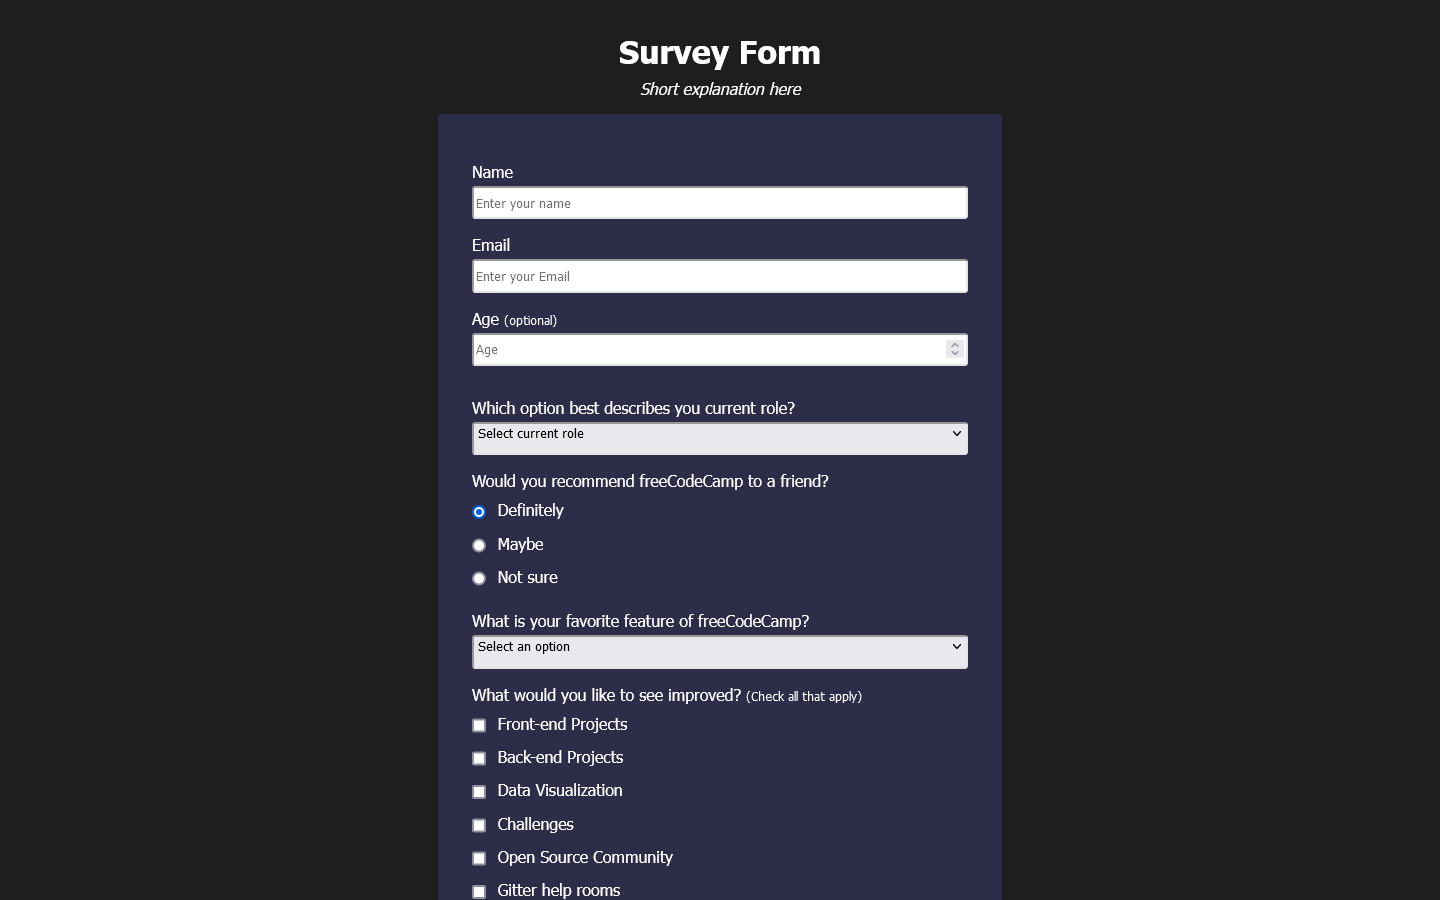 Survey Form
Short explanation here
Name
Enter your name
Email
Enter your Email
Age (optional)
Age
Which option best describes you current role?
Select current role
Would you recommend freeCodeCamp to a friend?
Definitely
Maybe
Not sure
What is your favorite feature of freeCodeCamp?
Select an option
What would you like to see improved? (Check all that apply)
Front-end Projects
Back-end Projects
Data Visualization
Challenges
Open Source Community
Gitter help rooms